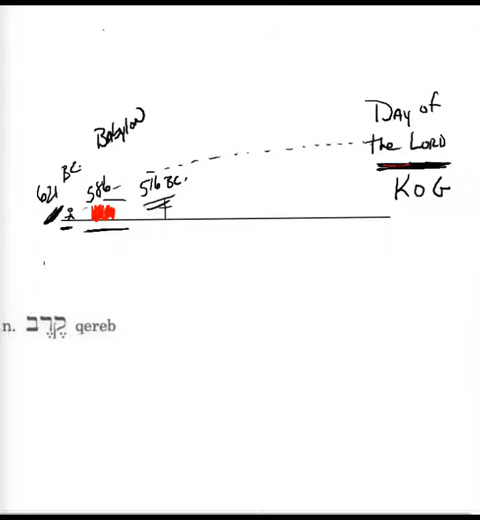 Babylon
621 BC.
586
516 BC.
Day of
the LORD
KOG
n. קֶרֶב qereb